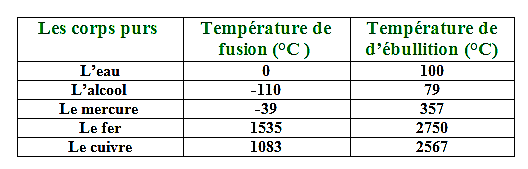 Les corps purs Température de fusion (°C ) Température de d’ébullition (°C)
L’eau 0 100
L’alcool -110 79
Le mercure -39 357
Le fer 1535 2750
Le cuivre 1083 2567